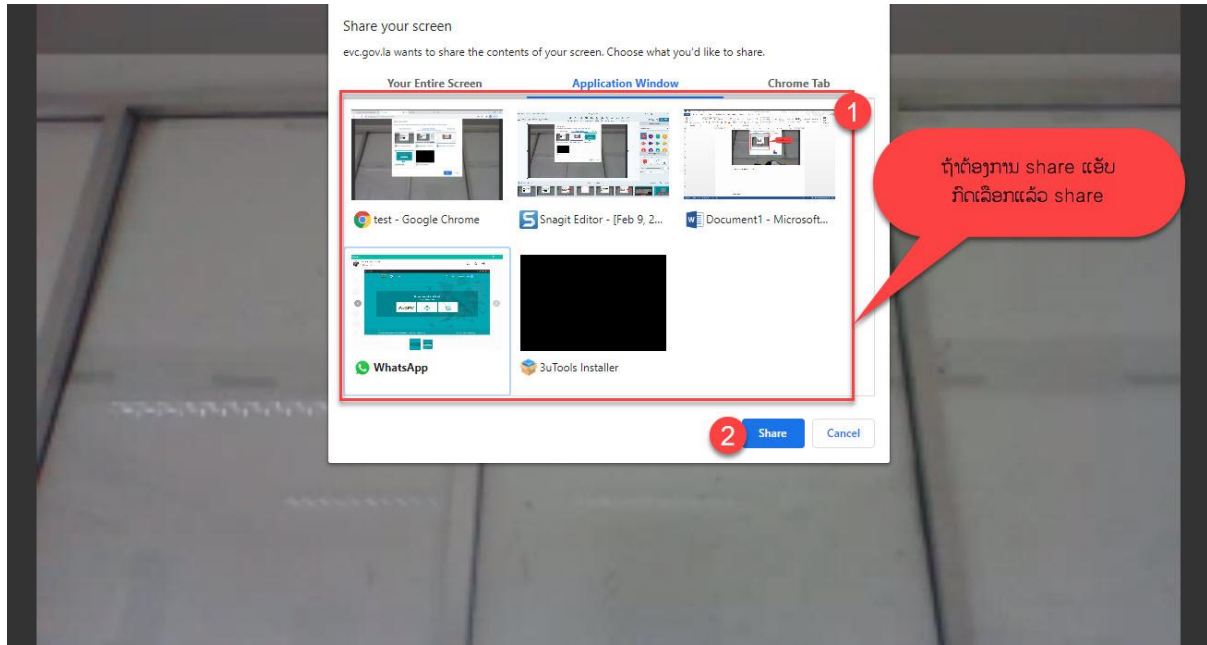 Share your screen
evc.gov.la wants to share the contents of your screen. Choose what you'd like to share.
Your Entire Screen Application Window Chrome Tab
1
test - Google Chrome Snagit Editor - [Feb 9, 2... Document1 - Microsoft...
ຖ້າຕ້ອງການ share ແອັບ
ກົດເລືອກແລ້ວ share
WhatsApp 3uTools Installer
2 Share Cancel